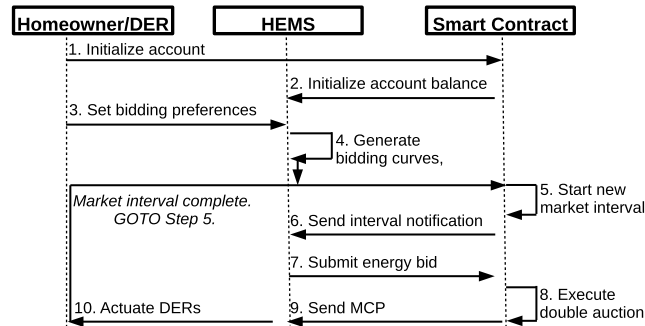 Homeowner/DER
HEMS
Smart Contract
1. Initialize account
2. Initialize account balance
3. Set bidding preferences
4. Generate
bidding curves,
Market interval complete.
GOTO Step 5.
5. Start new
market interval
6. Send interval notification
7. Submit energy bid
8. Execute
double auction
9. Send MCP
10. Actuate DERs